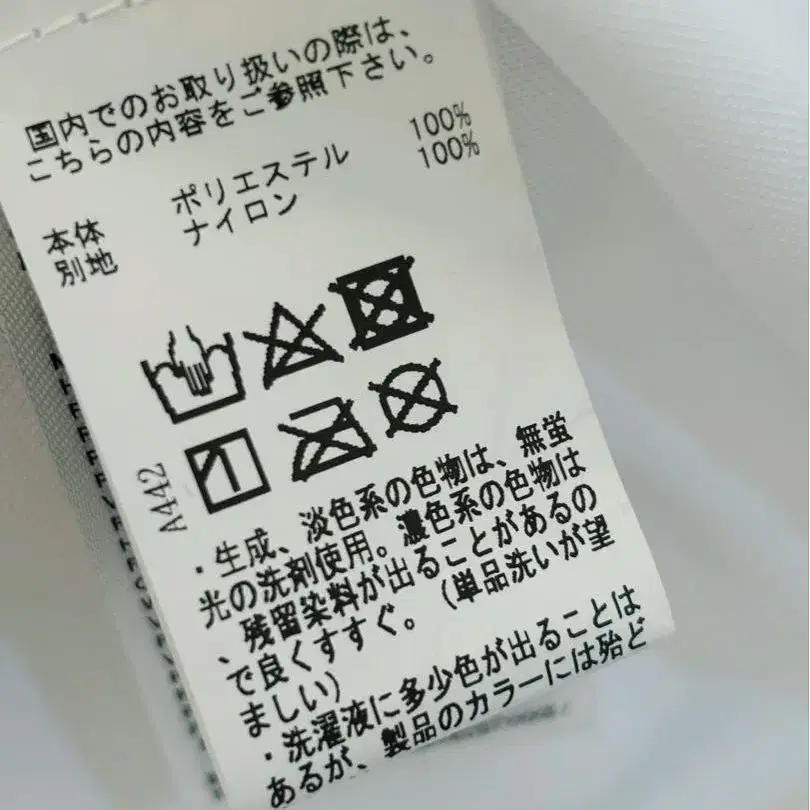 国内でのお取り扱いの際は、
こちらの内容をご参照下さい。
本体 ポリエステル 100%
別地 ナイロン 100%
A442
・生成、淡色系の色物は、無蛍
光の洗剤使用。濃色系の色物は
、残留染料が出ることがあるの
で良くすすぐ。（単品洗いが望
ましい）
・洗濯液に多少色が出ることは
あるが、製品のカラーには殆ど